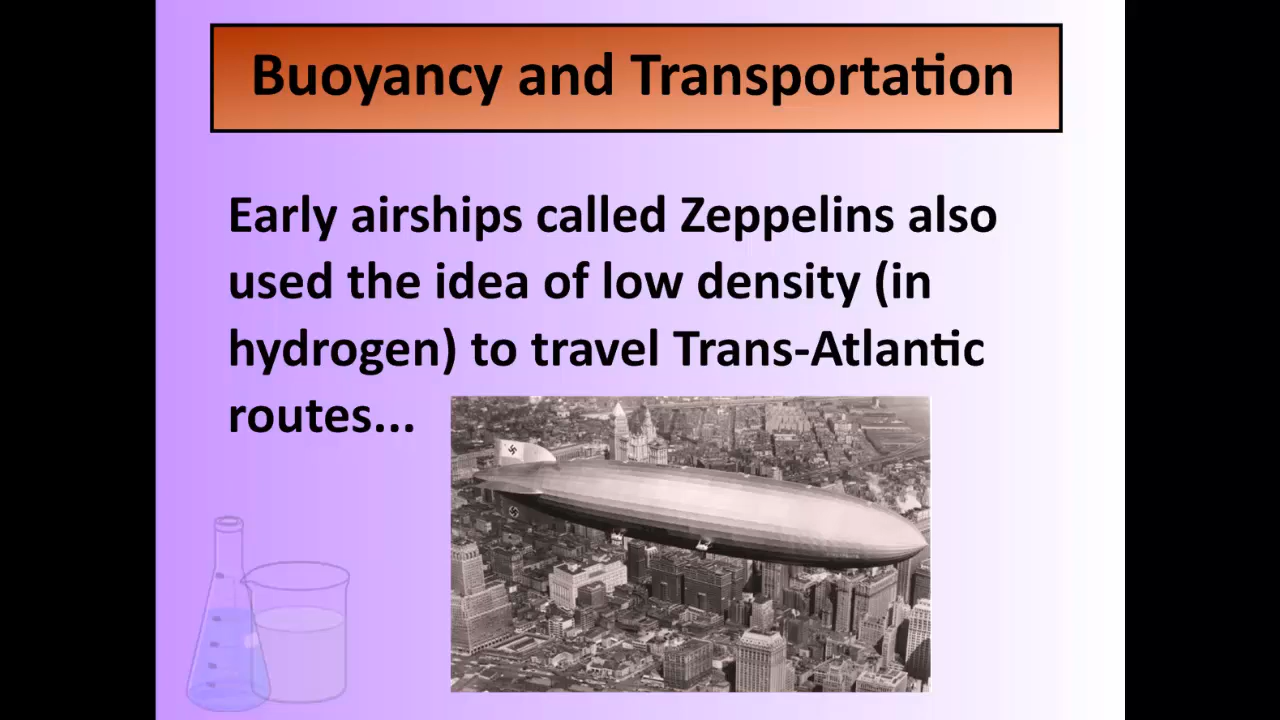 Buoyancy and Transportation
Early airships called Zeppelins also
used the idea of low density (in
hydrogen) to travel Trans-Atlantic
routes...